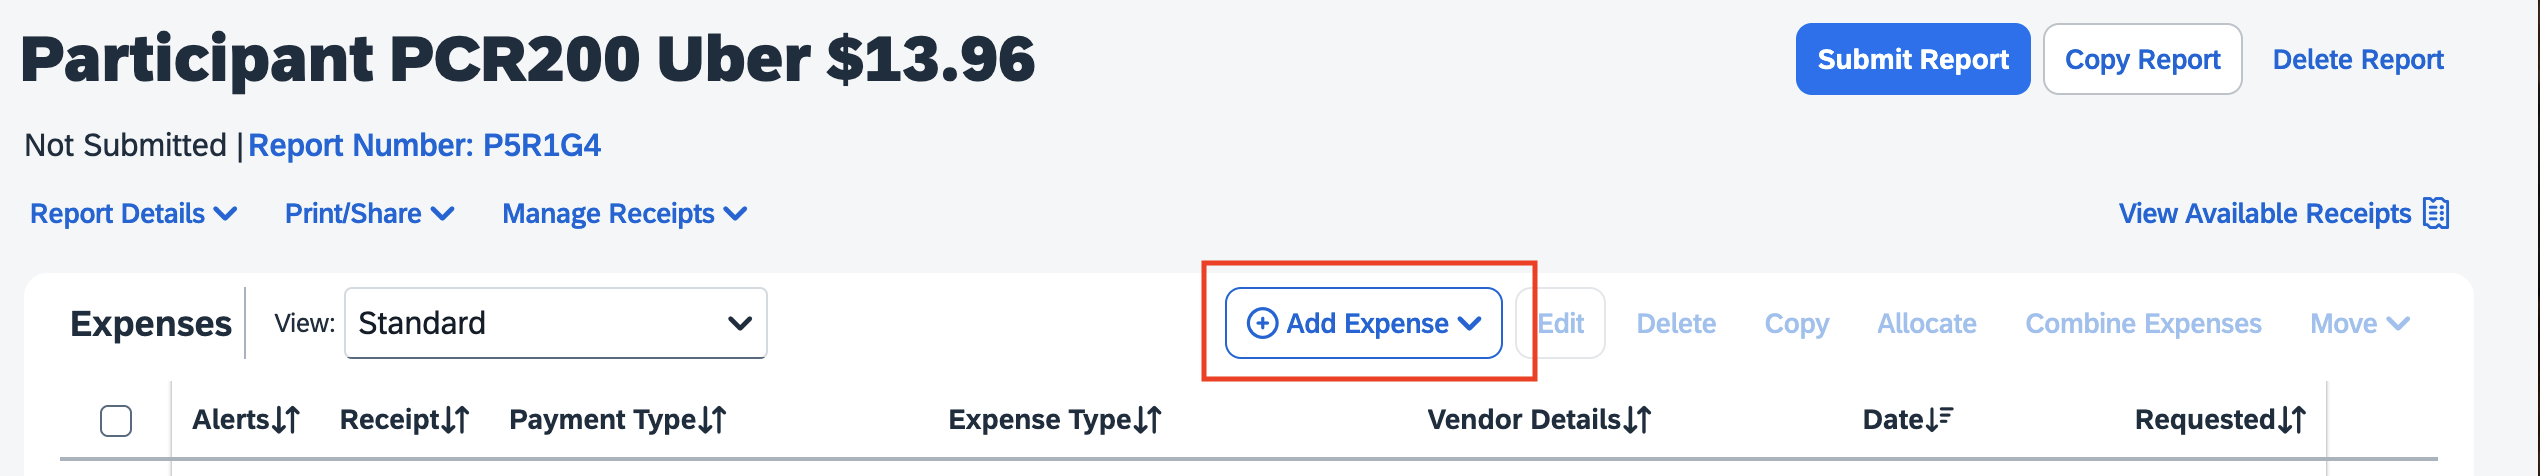 Participant PCR200 Uber $13.96
Submit Report Copy Report Delete Report
Not Submitted | Report Number: P5R1G4
Report Details Print/Share Manage Receipts View Available Receipts
Expenses View: Standard Add Expense Edit Delete Copy Allocate Combine Expenses Move
Alerts Receipt Payment Type Expense Type Vendor Details Date Requested